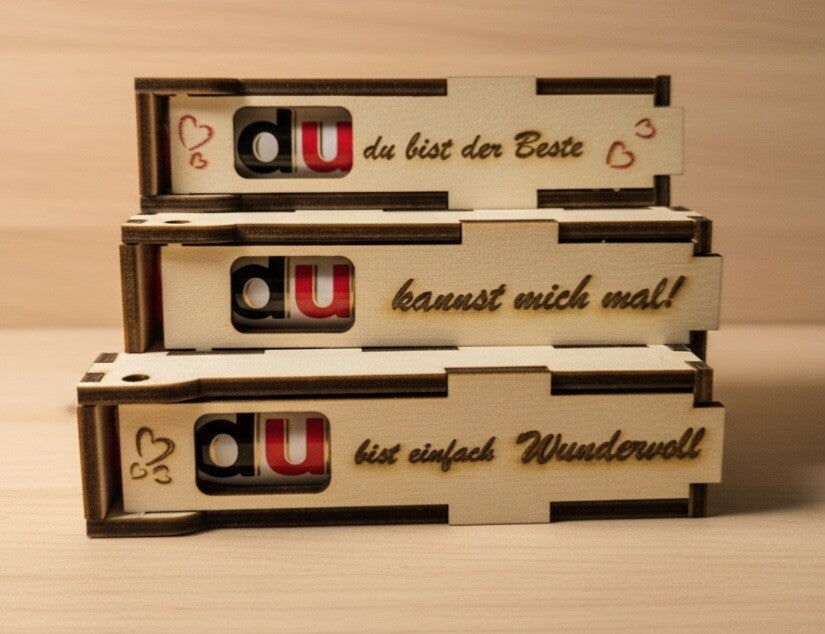 du du bist der Beste
du kannst mich mal!
du bist einfach Wundervoll